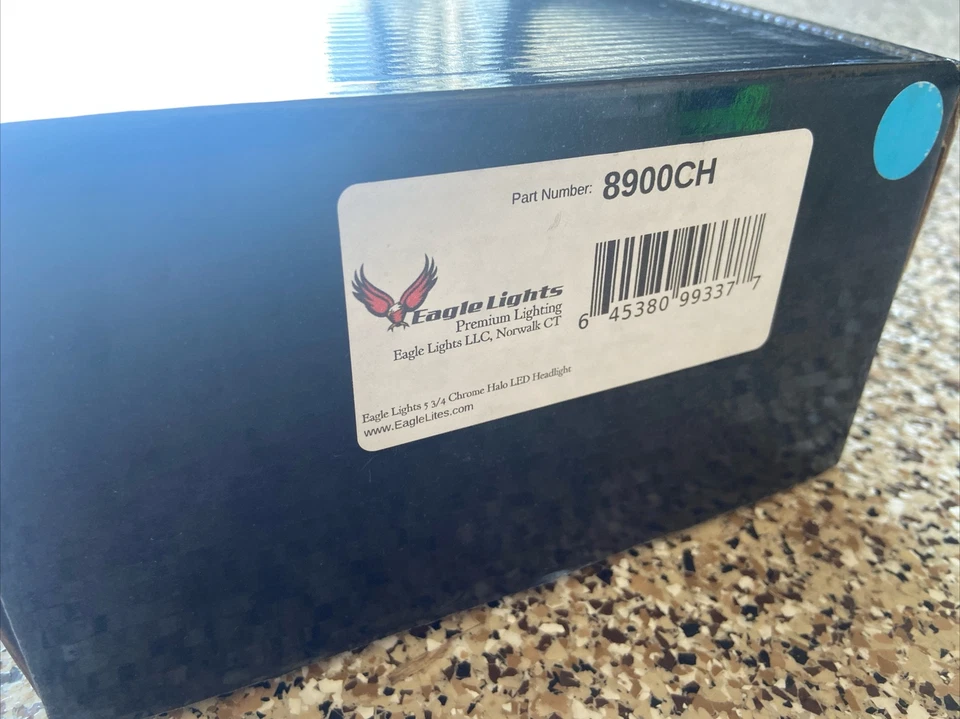 Part Number: 8900CH
Eagle Lights
Premium Lighting
Eagle Lights LLC, Norwalk CT
6 45380 99337 7
Eagle Lights 5 3/4 Chrome Halo LED Headlight
www.EagleLites.com